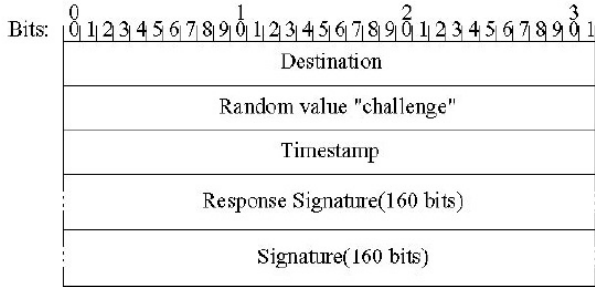 0 1 2 3
Bits: 0 1 2 3 4 5 6 7 8 9 0 1 2 3 4 5 6 7 8 9 0 1 2 3 4 5 6 7 8 9 0 1
Destination
Random value "challenge"
Timestamp
Response Signature(160 bits)
Signature(160 bits)